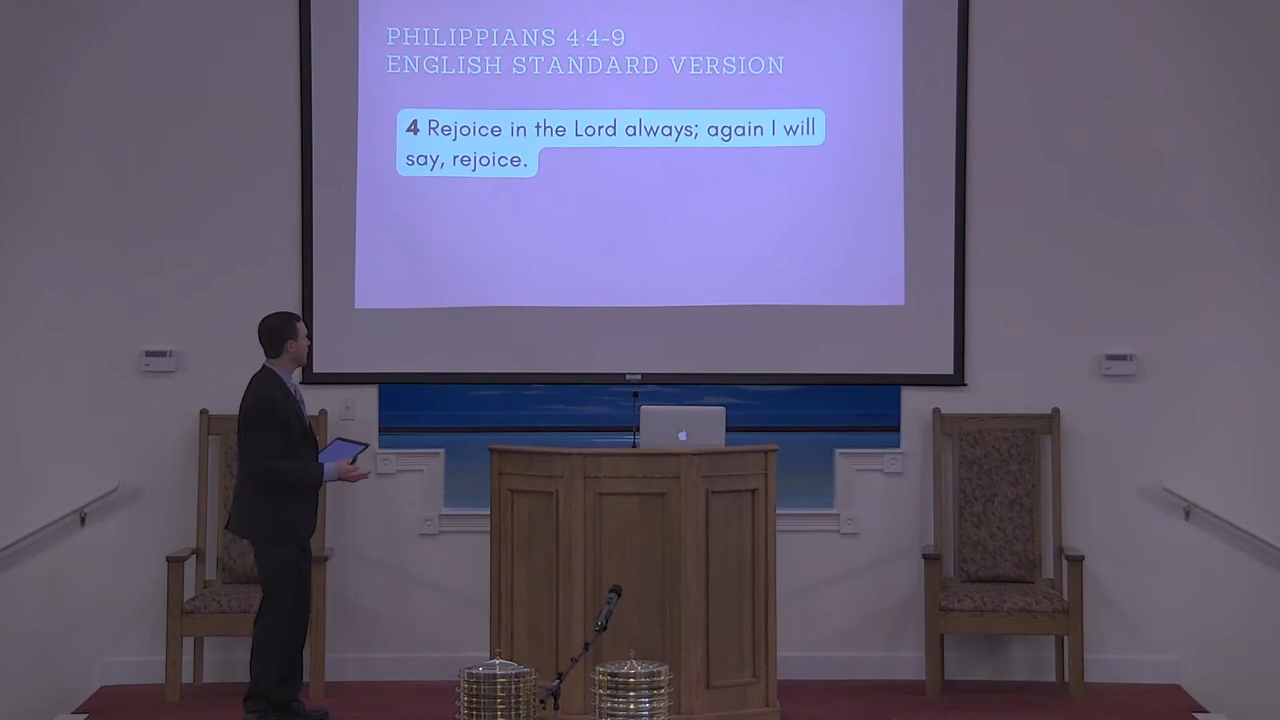 PHILIPPIANS 4:4-9
ENGLISH STANDARD VERSION
4 Rejoice in the Lord always; again I will
say, rejoice.